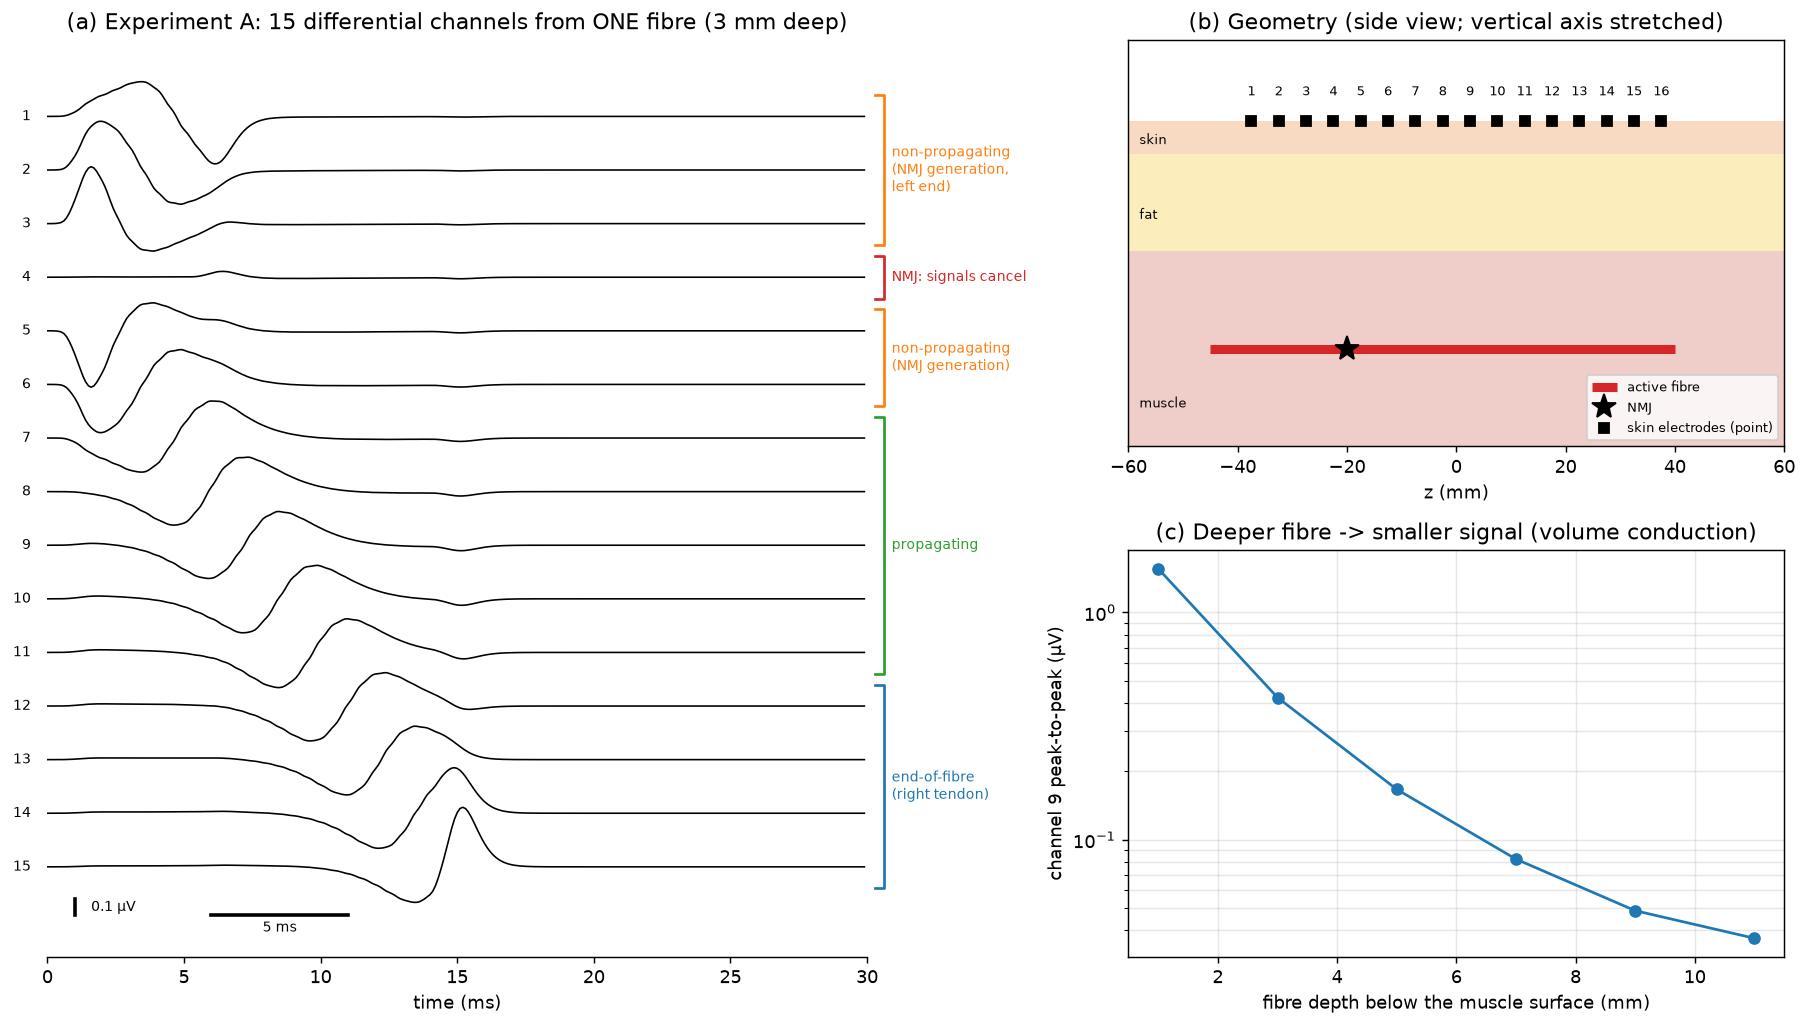 (a) Experiment A: 15 differential channels from ONE fibre (3 mm deep)
1
2
3
4
5
6
7
8
9
10
11
12
13
14
15
non-propagating
(NMJ generation,
left end)
NMJ: signals cancel
non-propagating
(NMJ generation)
propagating
end-of-fibre
(right tendon)
0.1 µV
5 ms
0 5 10 15 20 25 30
time (ms)
(b) Geometry (side view; vertical axis stretched)
1 2 3 4 5 6 7 8 9 10 11 12 13 14 15 16
skin
fat
muscle
active fibre
NMJ
skin electrodes (point)
−60 −40 −20 0 20 40 60
z (mm)
(c) Deeper fibre -> smaller signal (volume conduction)
channel 9 peak-to-peak (µV)
10⁰
10⁻¹
2 4 6 8 10
fibre depth below the muscle surface (mm)